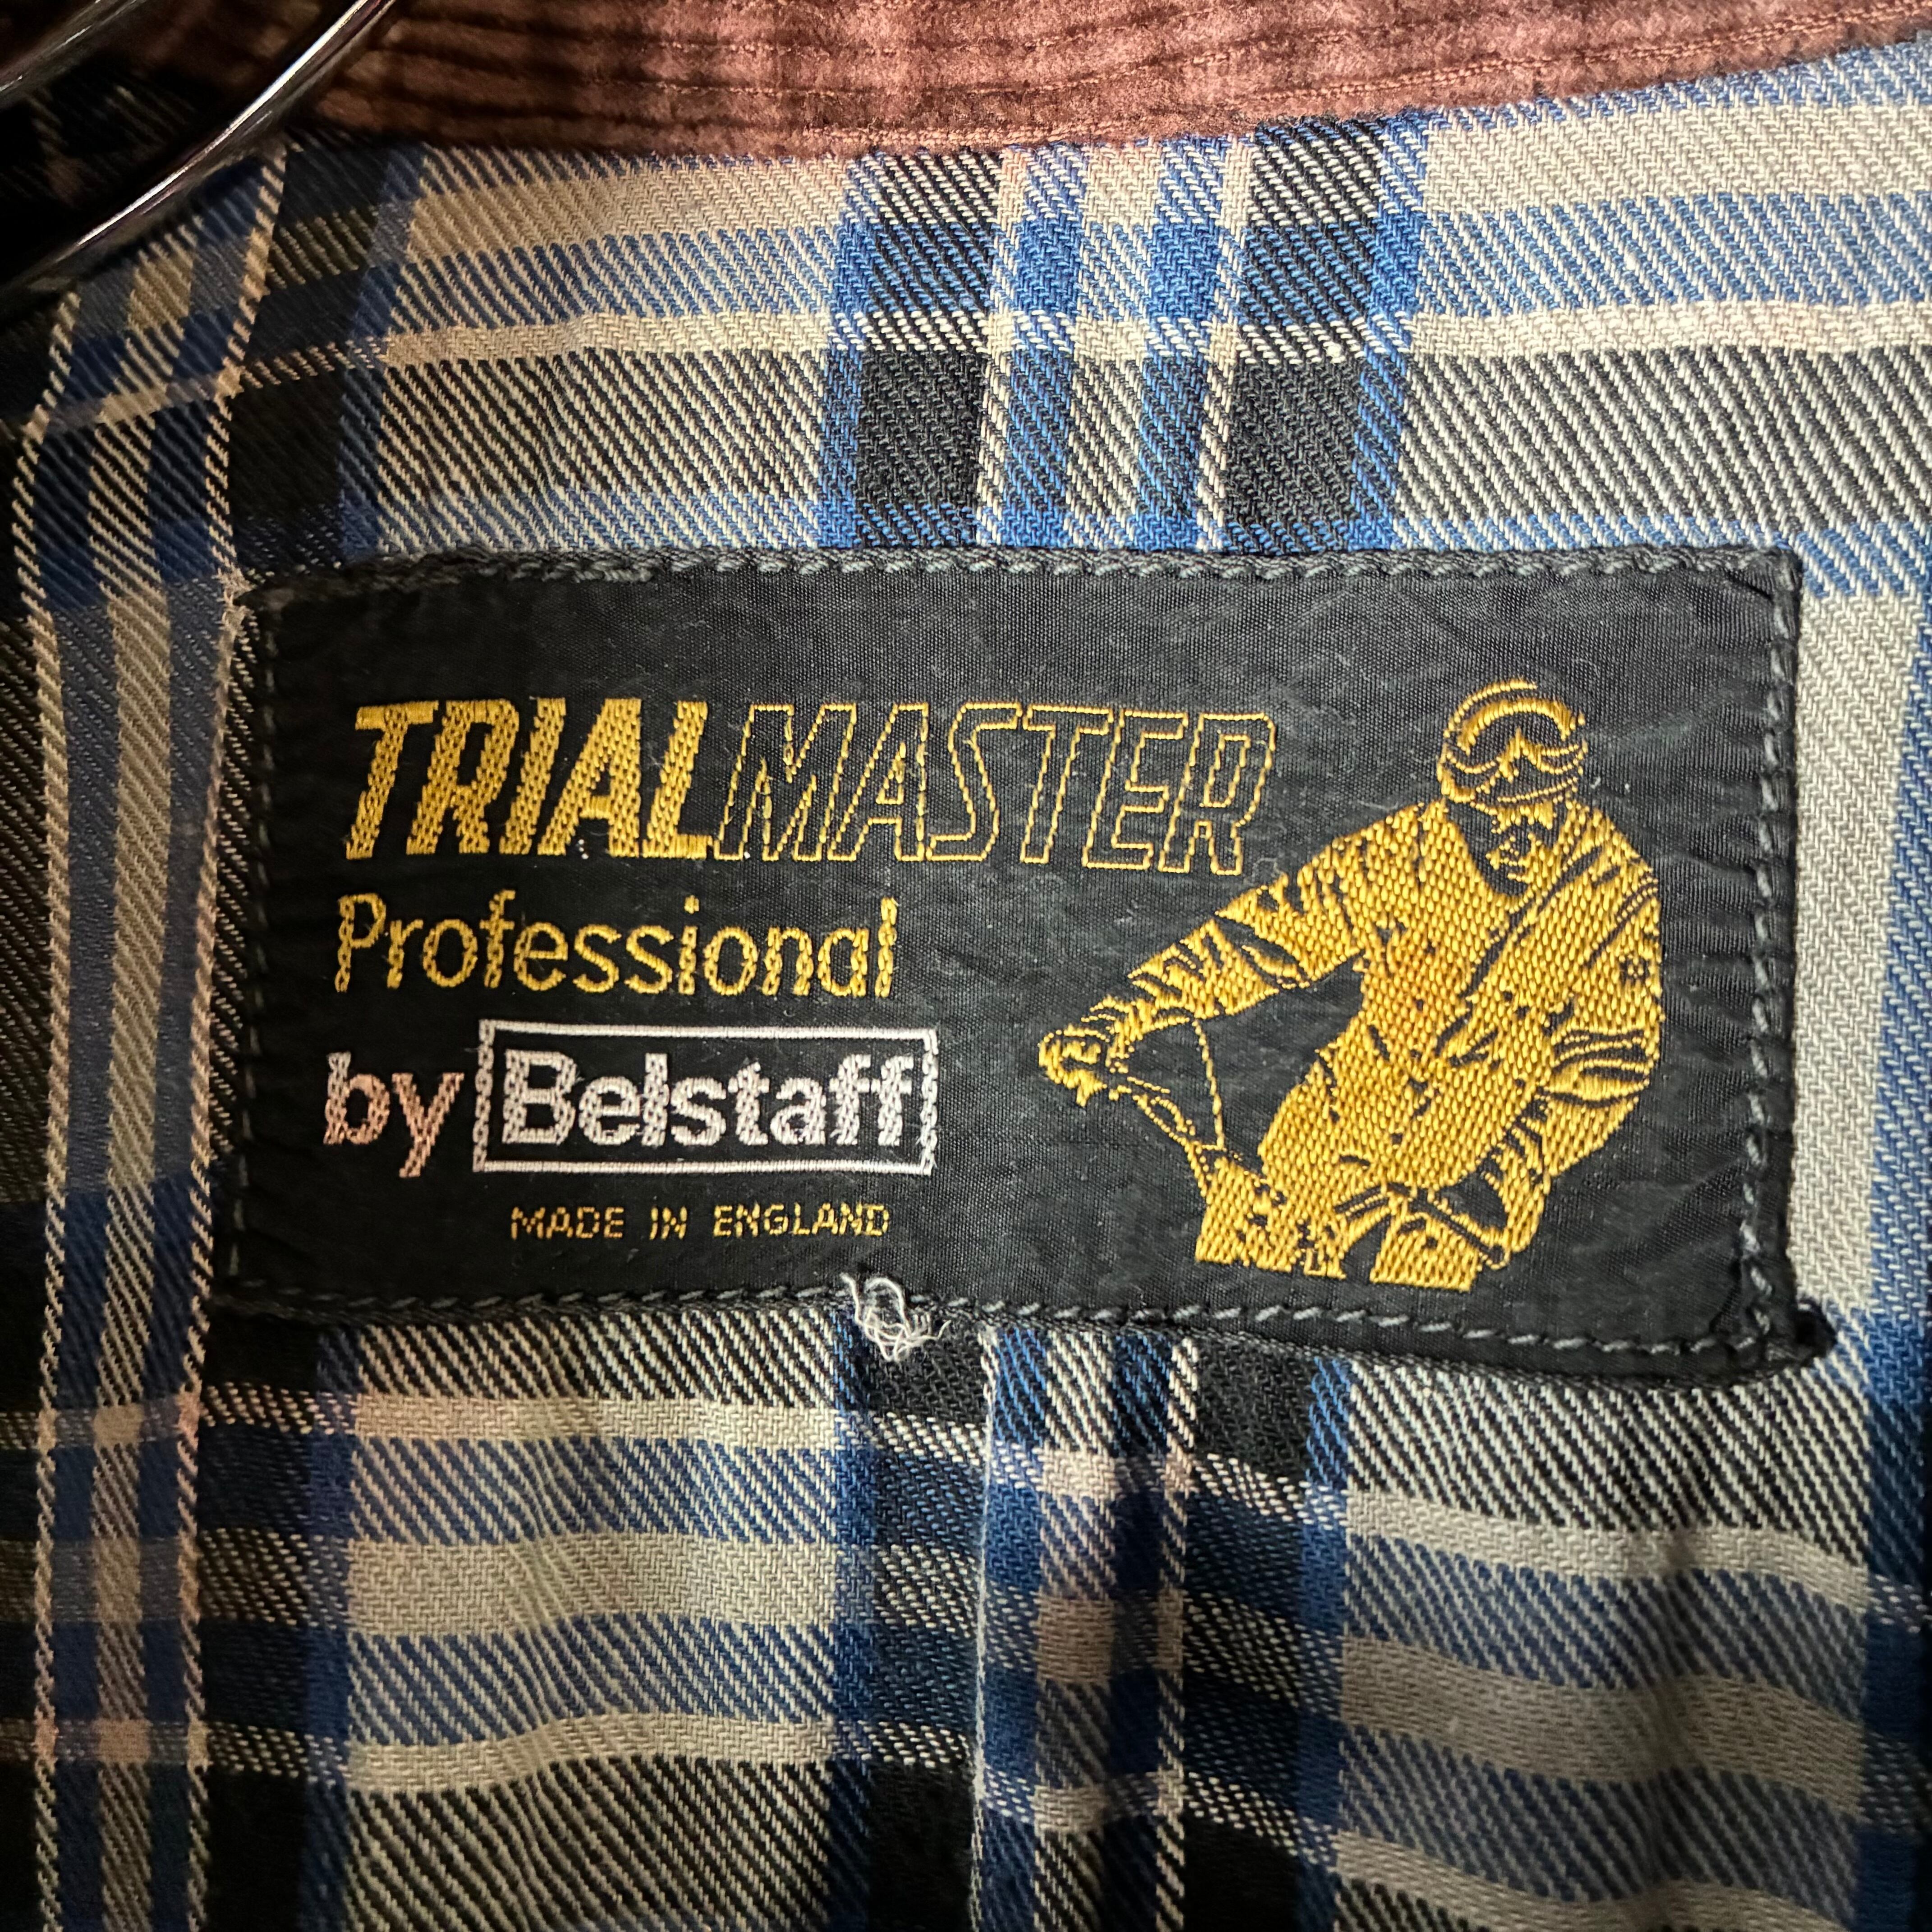 TRIALMASTER
Professional
by Belstaff
MADE IN ENGLAND